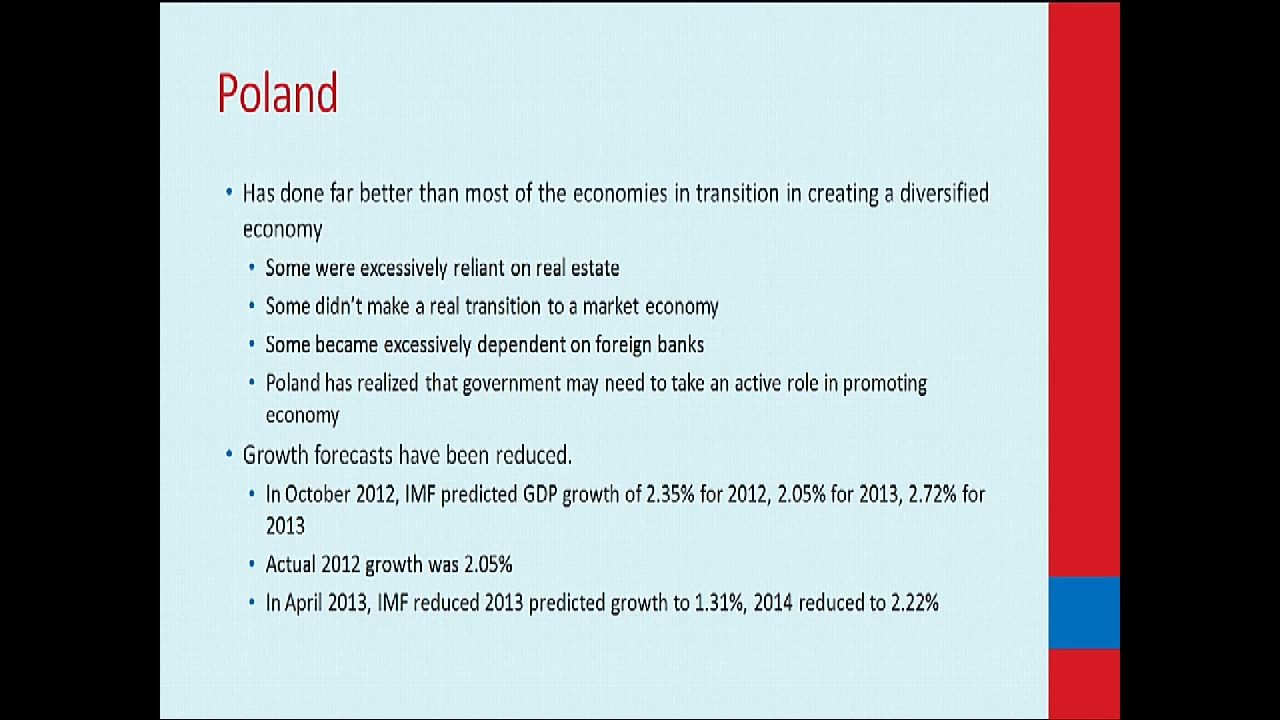 Poland
• Has done far better than most of the economies in transition in creating a diversified
economy
• Some were excessively reliant on real estate
• Some didn't make a real transition to a market economy
• Some became excessively dependent on foreign banks
• Poland has realized that government may need to take an active role in promoting
economy
• Growth forecasts have been reduced.
• In October 2012, IMF predicted GDP growth of 2.35% for 2012, 2.05% for 2013, 2.72% for
2013
• Actual 2012 growth was 2.05%
• In April 2013, IMF reduced 2013 predicted growth to 1.31%, 2014 reduced to 2.22%